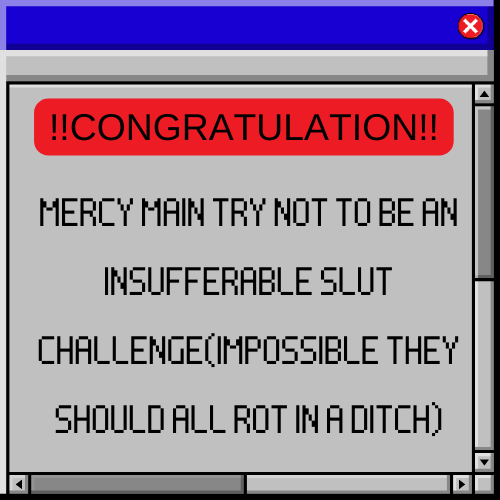 !!CONGRATULATION!!
MERCY MAIN TRY NOT TO BE AN
INSUFFERABLE SLUT
CHALLENGE(IMPOSSIBLE THEY
SHOULD ALL ROT IN A DITCH)